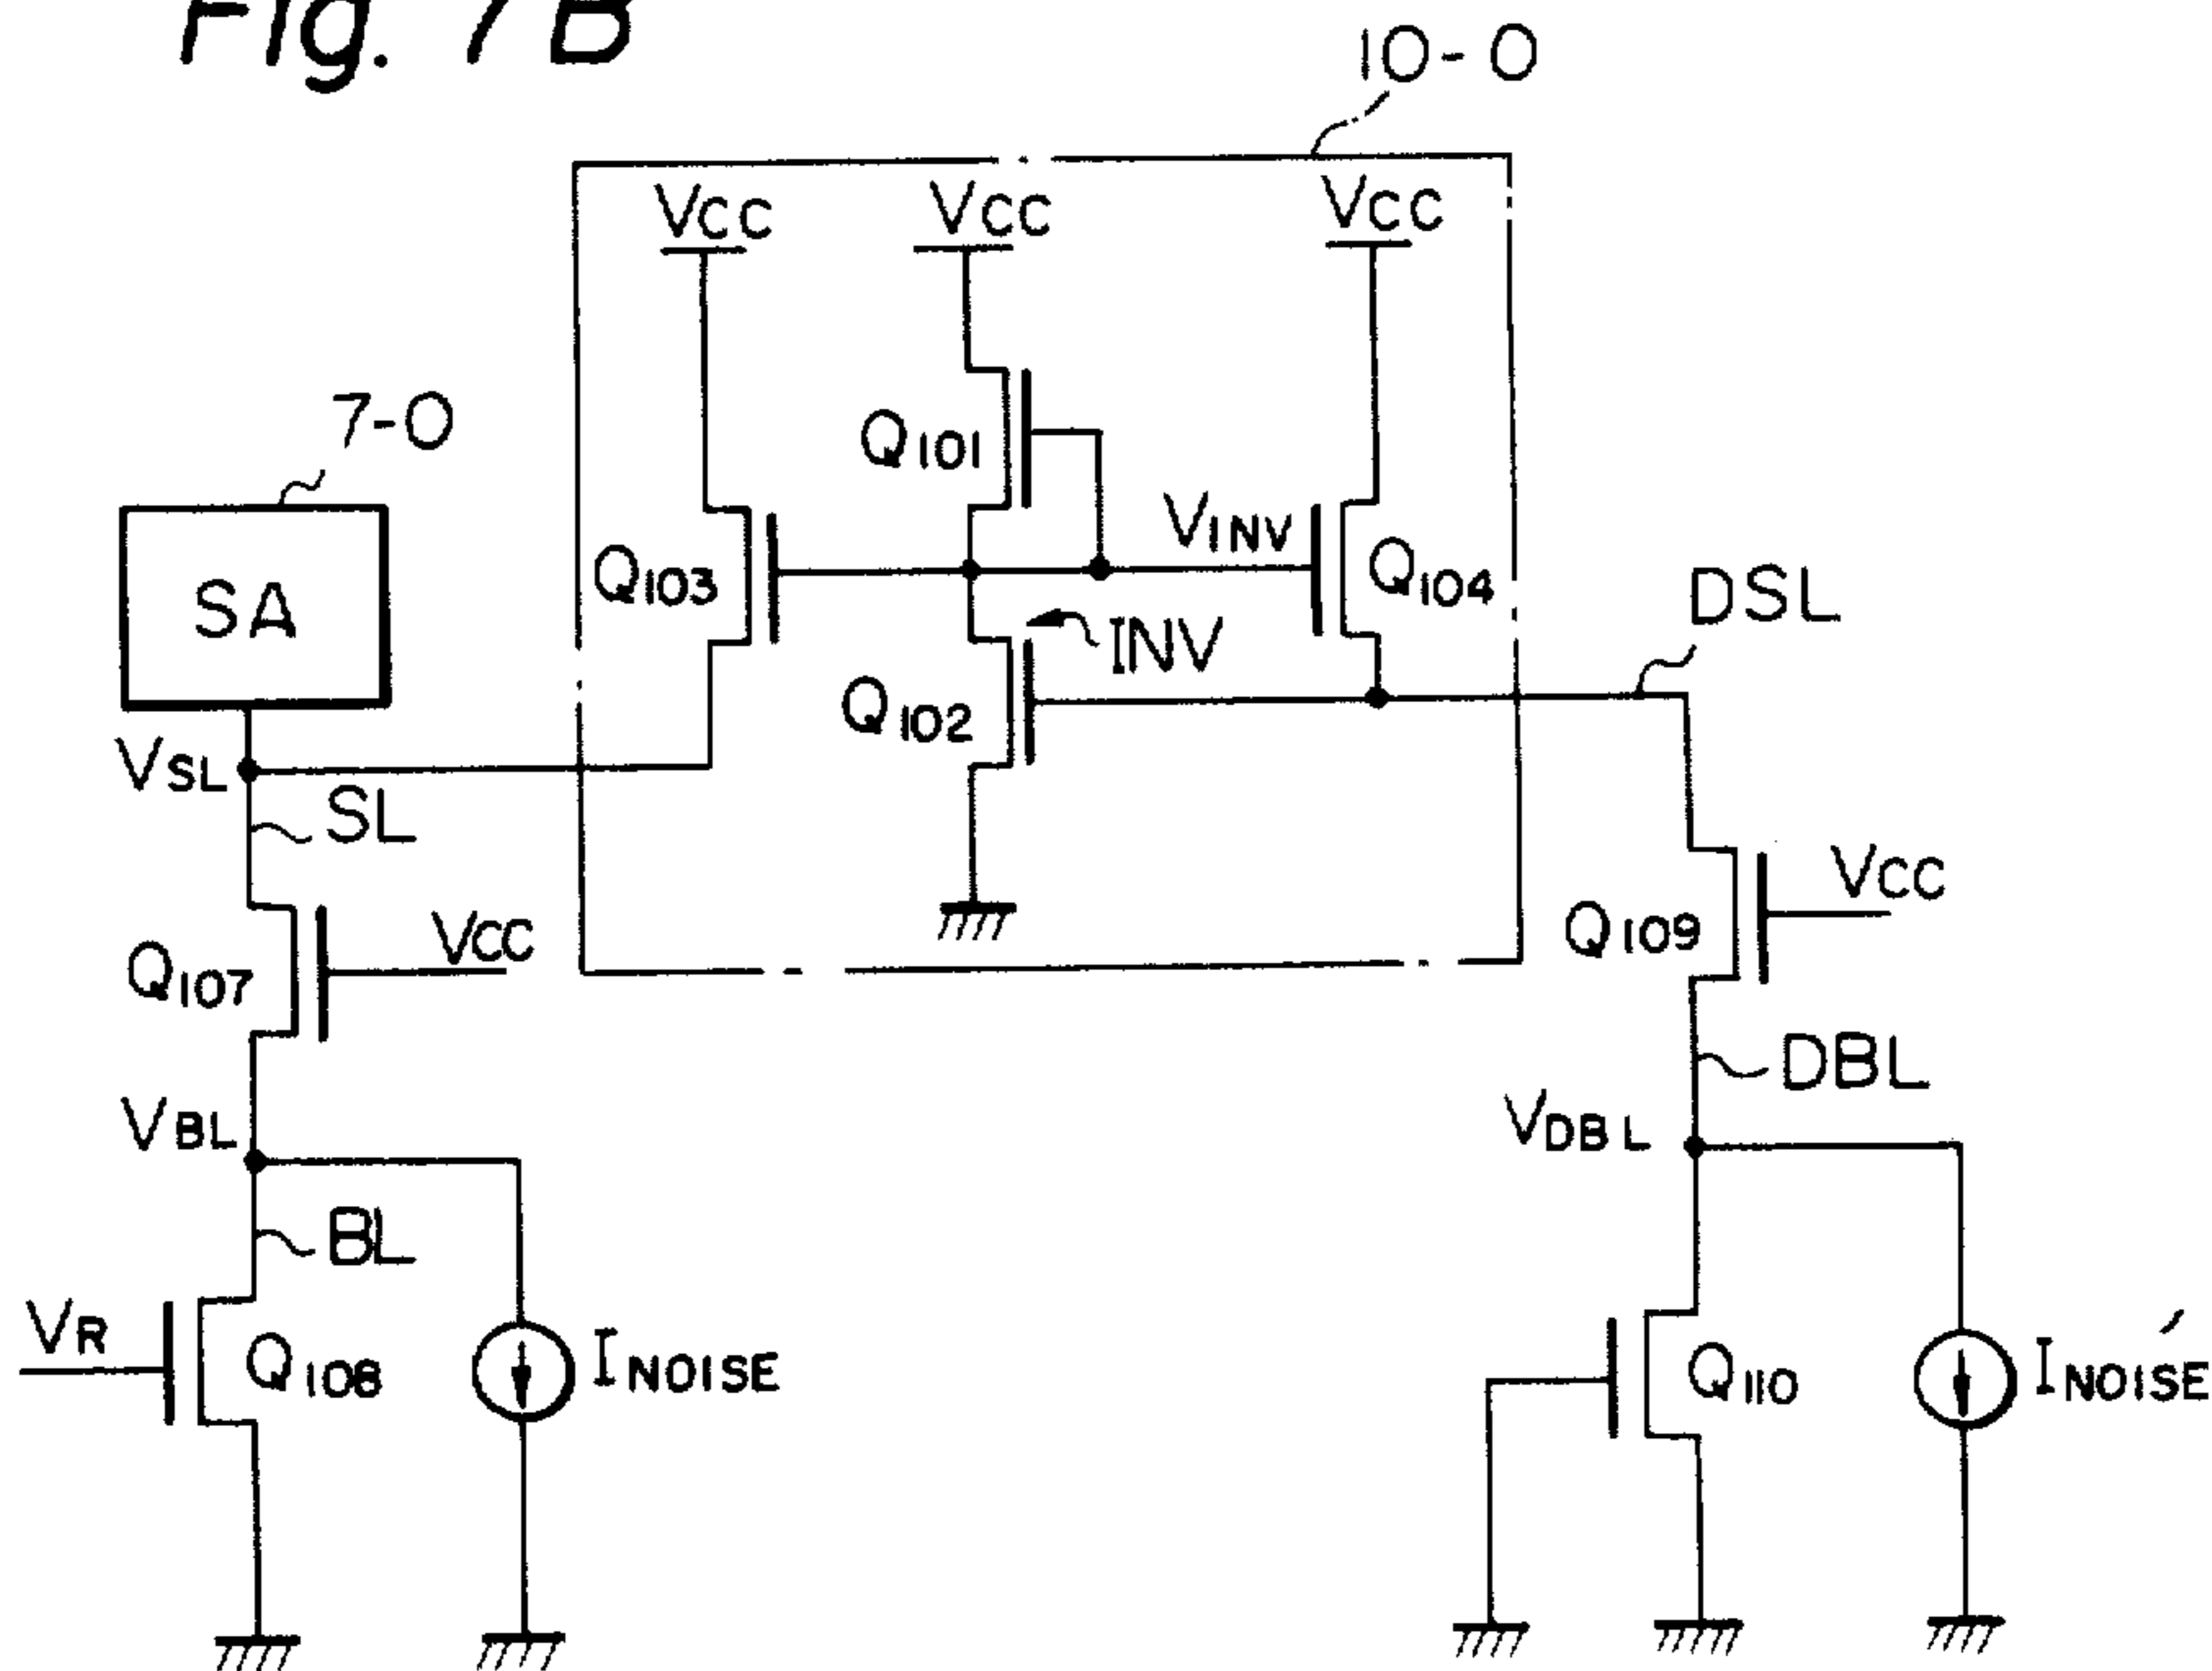 Fig. 7B
10-0
VCC
VCC
VCC
7-0
Q101
VINV
Q103
Q104
DSL
SA
INV
Q102
VSL
SL
VCC
VCC
Q107
Q109
DBL
VBL
VDBL
BL
VR
Q108
INOISE
Q110
INOISE′